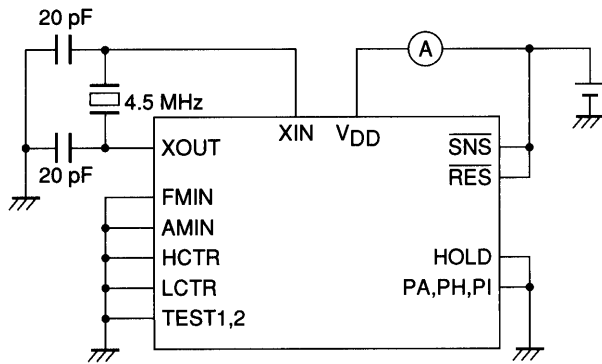 20 pF
A
4.5 MHz
XIN
VDD
XOUT
SNS
20 pF
RES
FMIN
AMIN
HCTR
HOLD
LCTR
PA,PH,PI
TEST1,2